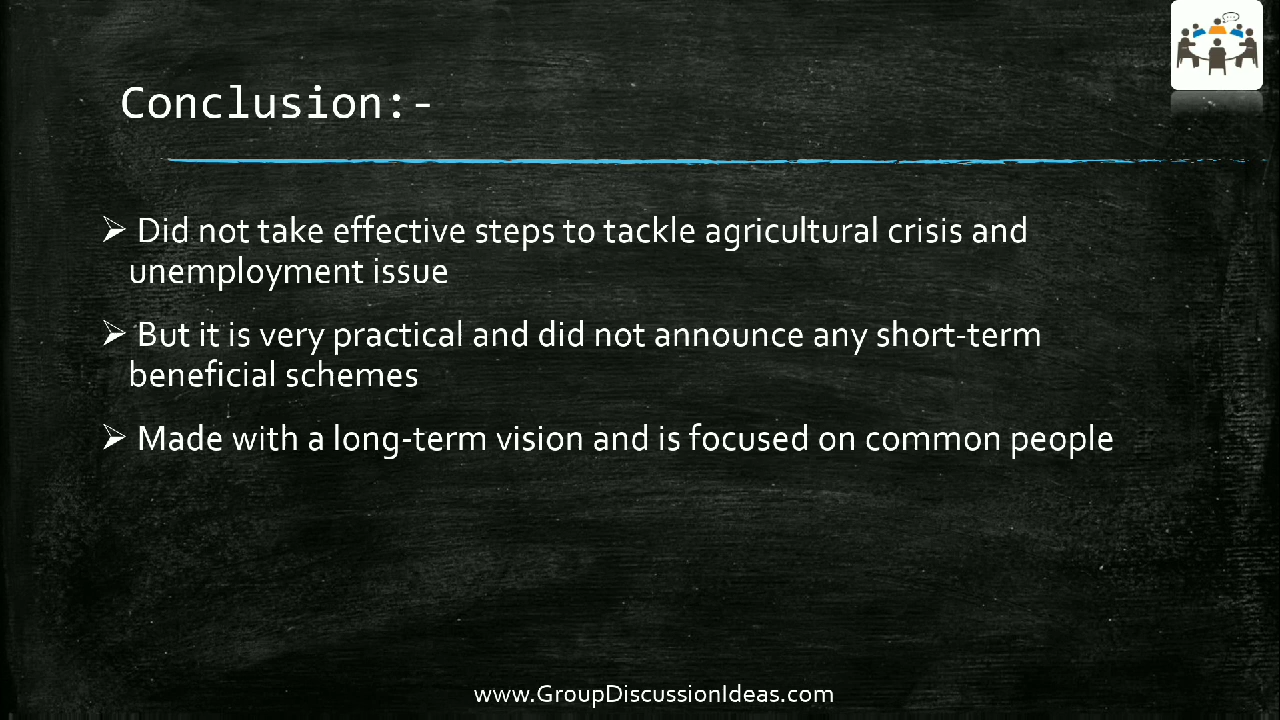 Conclusion:-
➢ Did not take effective steps to tackle agricultural crisis and
unemployment issue
➢ But it is very practical and did not announce any short-term
beneficial schemes
➢ Made with a long-term vision and is focused on common people
www.GroupDiscussionIdeas.com